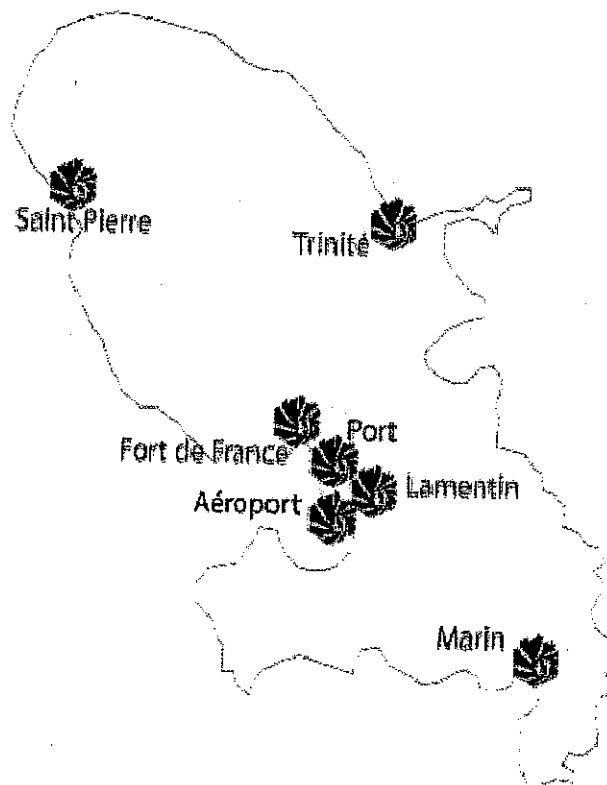 Saint Pierre
Trinité
Port
Fort de France
Lamentin
Aéroport
Marin